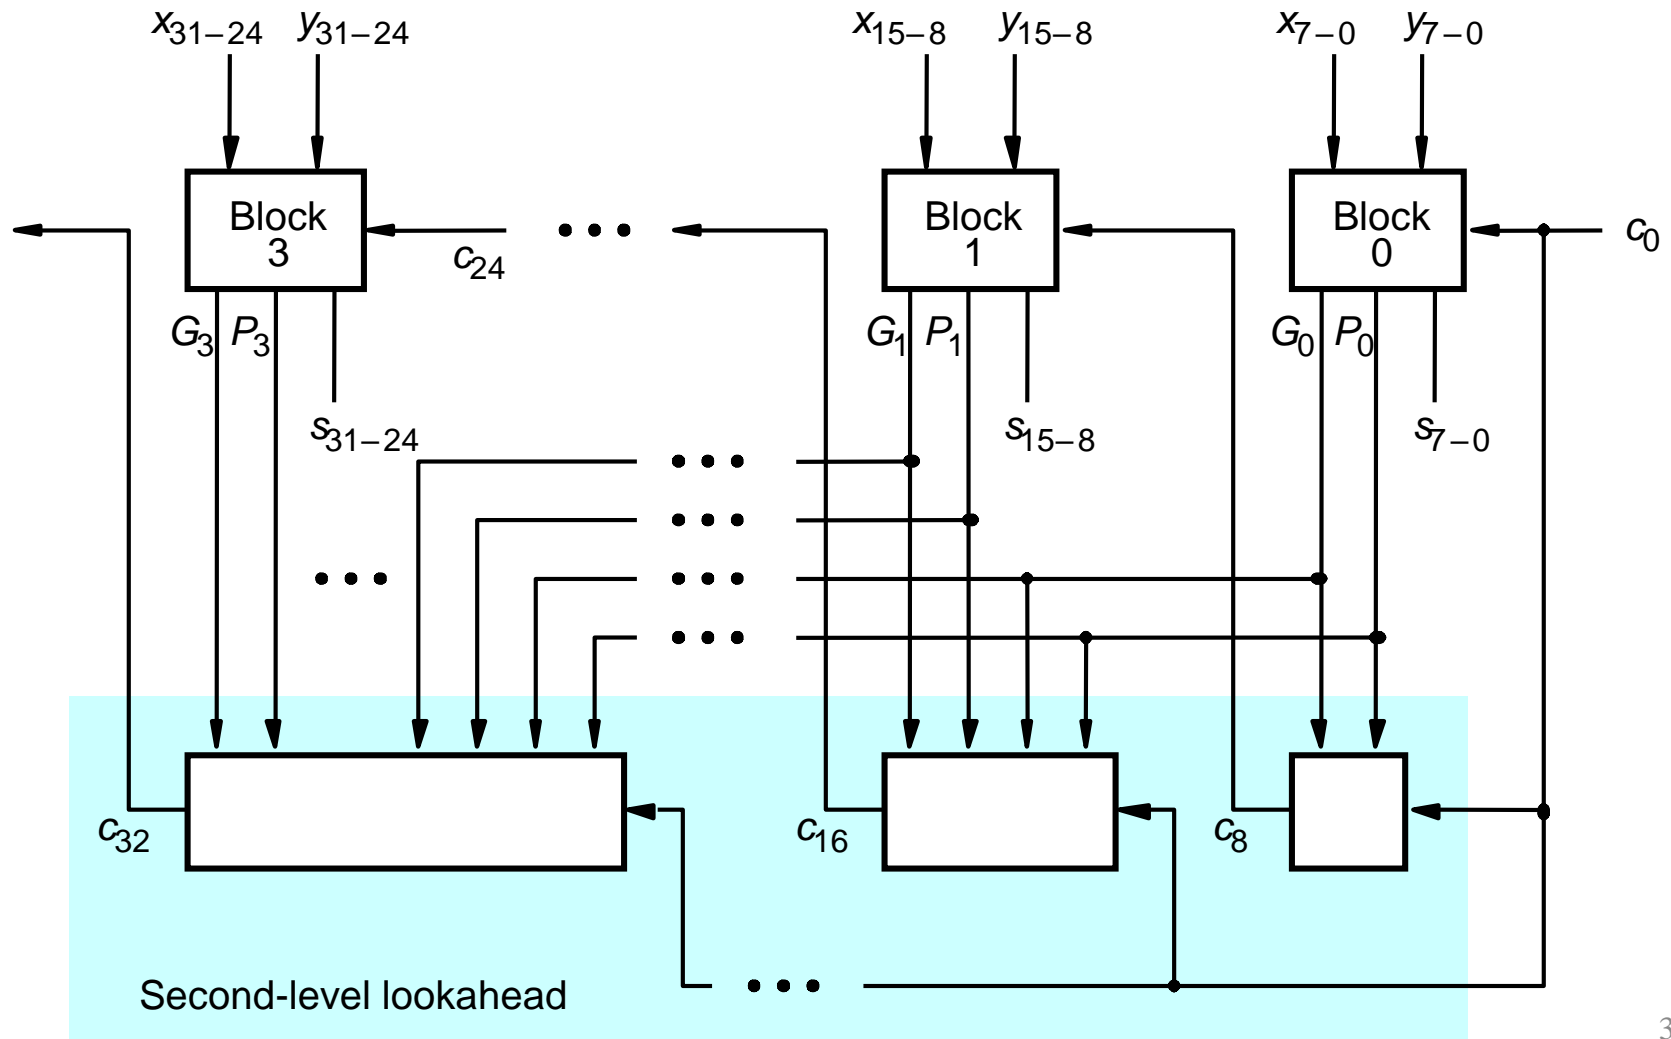 x31–24 y31–24 x15–8 y15–8 x7–0 y7–0
Block 3
Block 1
Block 0
c0
c24
G3 P3 G1 P1 G0 P0
s31–24 s15–8 s7–0
c32 c16 c8
Second-level lookahead
3